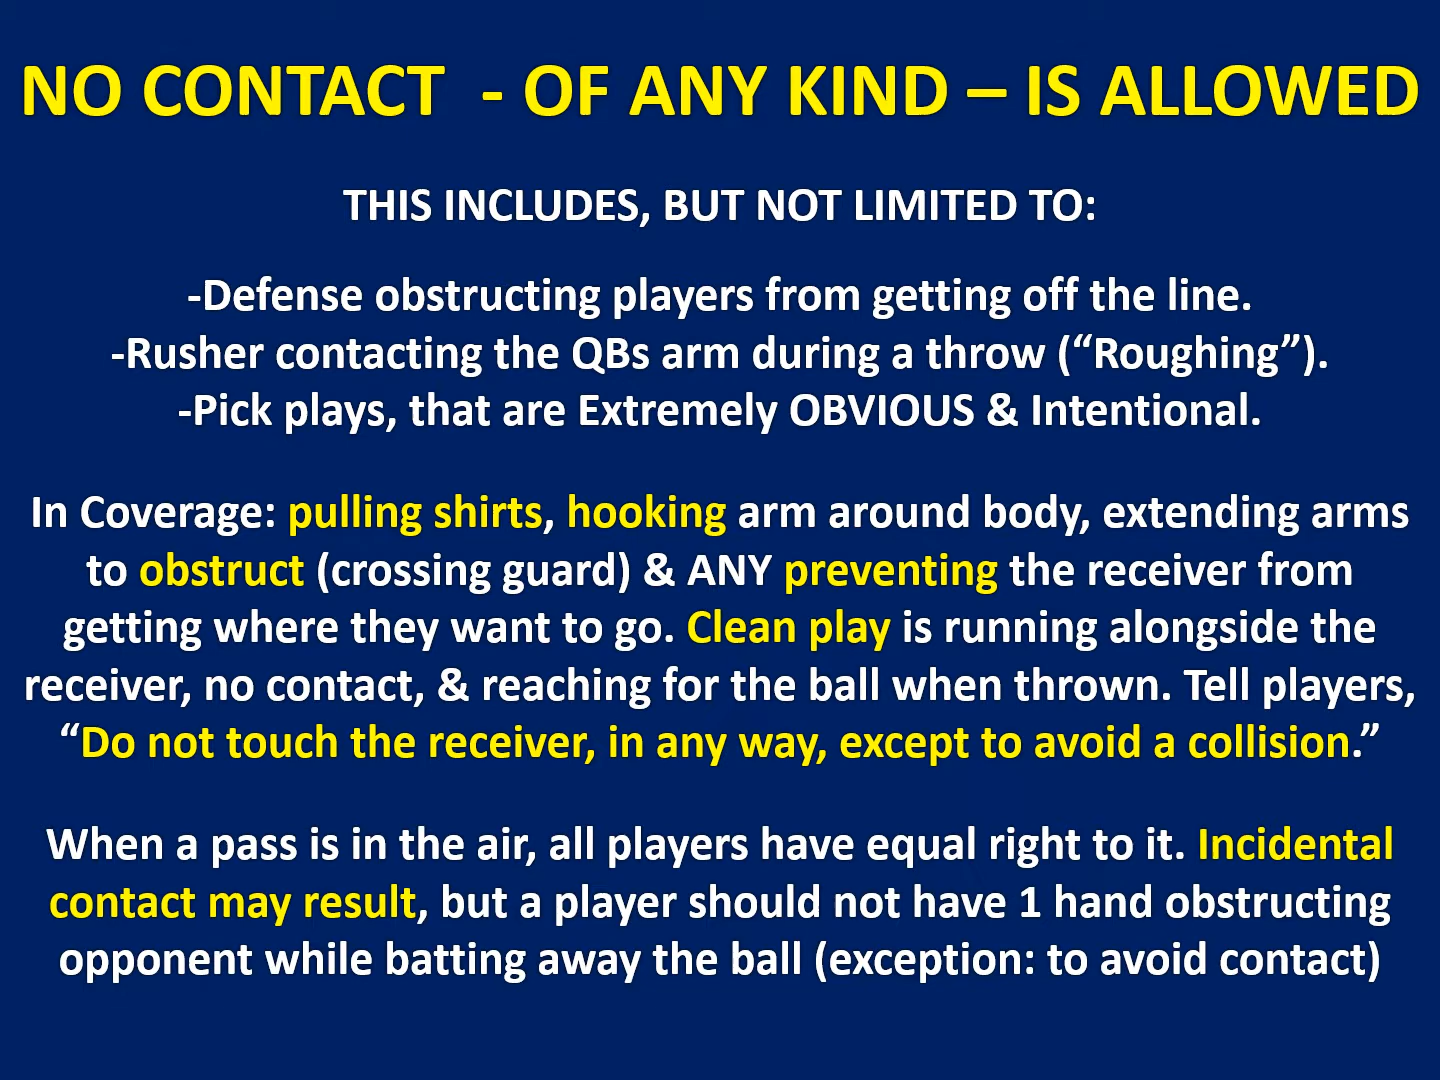 NO CONTACT  - OF ANY KIND – IS ALLOWED
THIS INCLUDES, BUT NOT LIMITED TO:
-Defense obstructing players from getting off the line.
-Rusher contacting the QBs arm during a throw (“Roughing”).
-Pick plays, that are Extremely OBVIOUS & Intentional.
In Coverage: pulling shirts, hooking arm around body, extending arms
to obstruct (crossing guard) & ANY preventing the receiver from
getting where they want to go. Clean play is running alongside the
receiver, no contact, & reaching for the ball when thrown. Tell players,
“Do not touch the receiver, in any way, except to avoid a collision.”
When a pass is in the air, all players have equal right to it. Incidental
contact may result, but a player should not have 1 hand obstructing
opponent while batting away the ball (exception: to avoid contact)